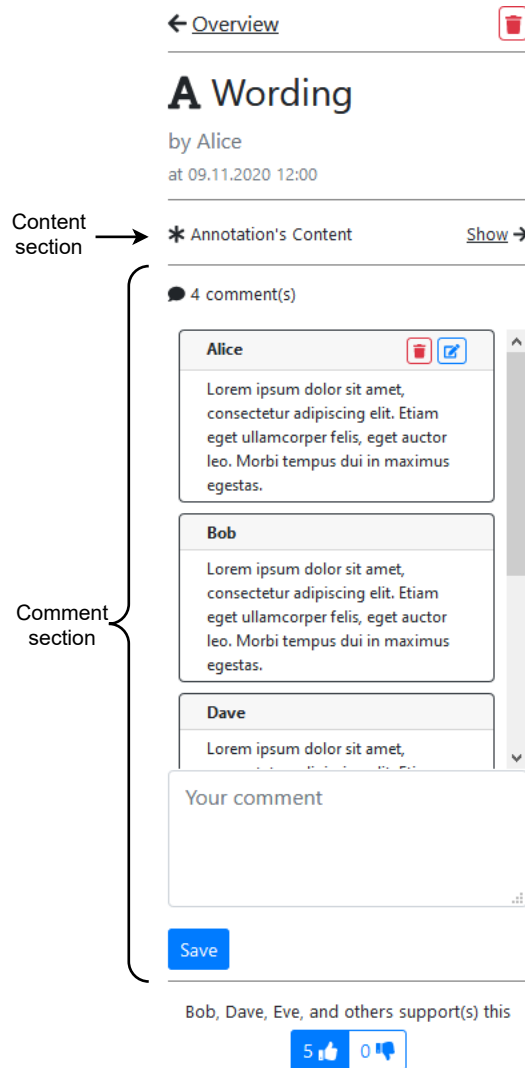 Overview
A Wording
by Alice
at 09.11.2020 12:00
Content
section
Annotation's Content
Show
4 comment(s)
Alice
Lorem ipsum dolor sit amet,
consectetur adipiscing elit. Etiam
eget ullamcorper felis, eget auctor
leo. Morbi tempus dui in maximus
egestas.
Bob
Lorem ipsum dolor sit amet,
consectetur adipiscing elit. Etiam
eget ullamcorper felis, eget auctor
leo. Morbi tempus dui in maximus
egestas.
Comment
section
Dave
Lorem ipsum dolor sit amet,
Your comment
Save
Bob, Dave, Eve, and others support(s) this
5
0